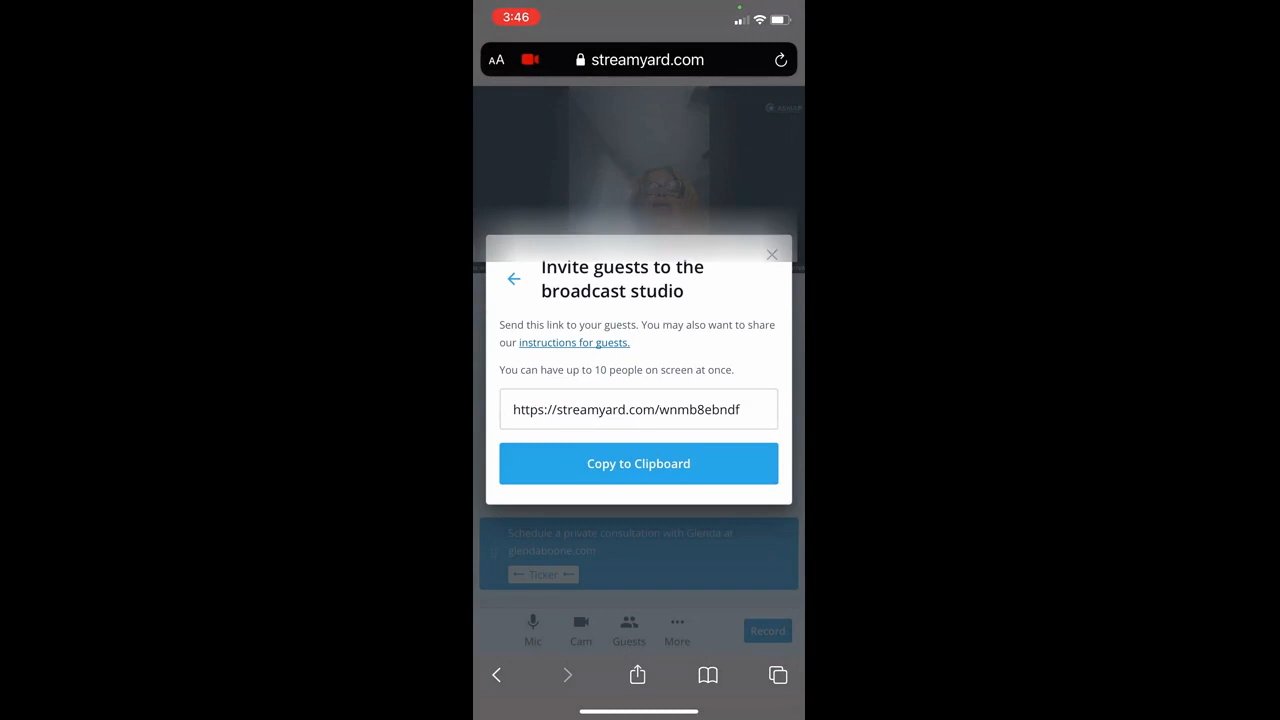 3:46
AA streamyard.com
Invite guests to the
broadcast studio
Send this link to your guests. You may also want to share
our instructions for guests.
You can have up to 10 people on screen at once.
https://streamyard.com/wnmb8ebndf
Copy to Clipboard
Schedule a private consultation with Glenda at
glendaboone.com
← Ticker ←
Mic Cam Guests More Record